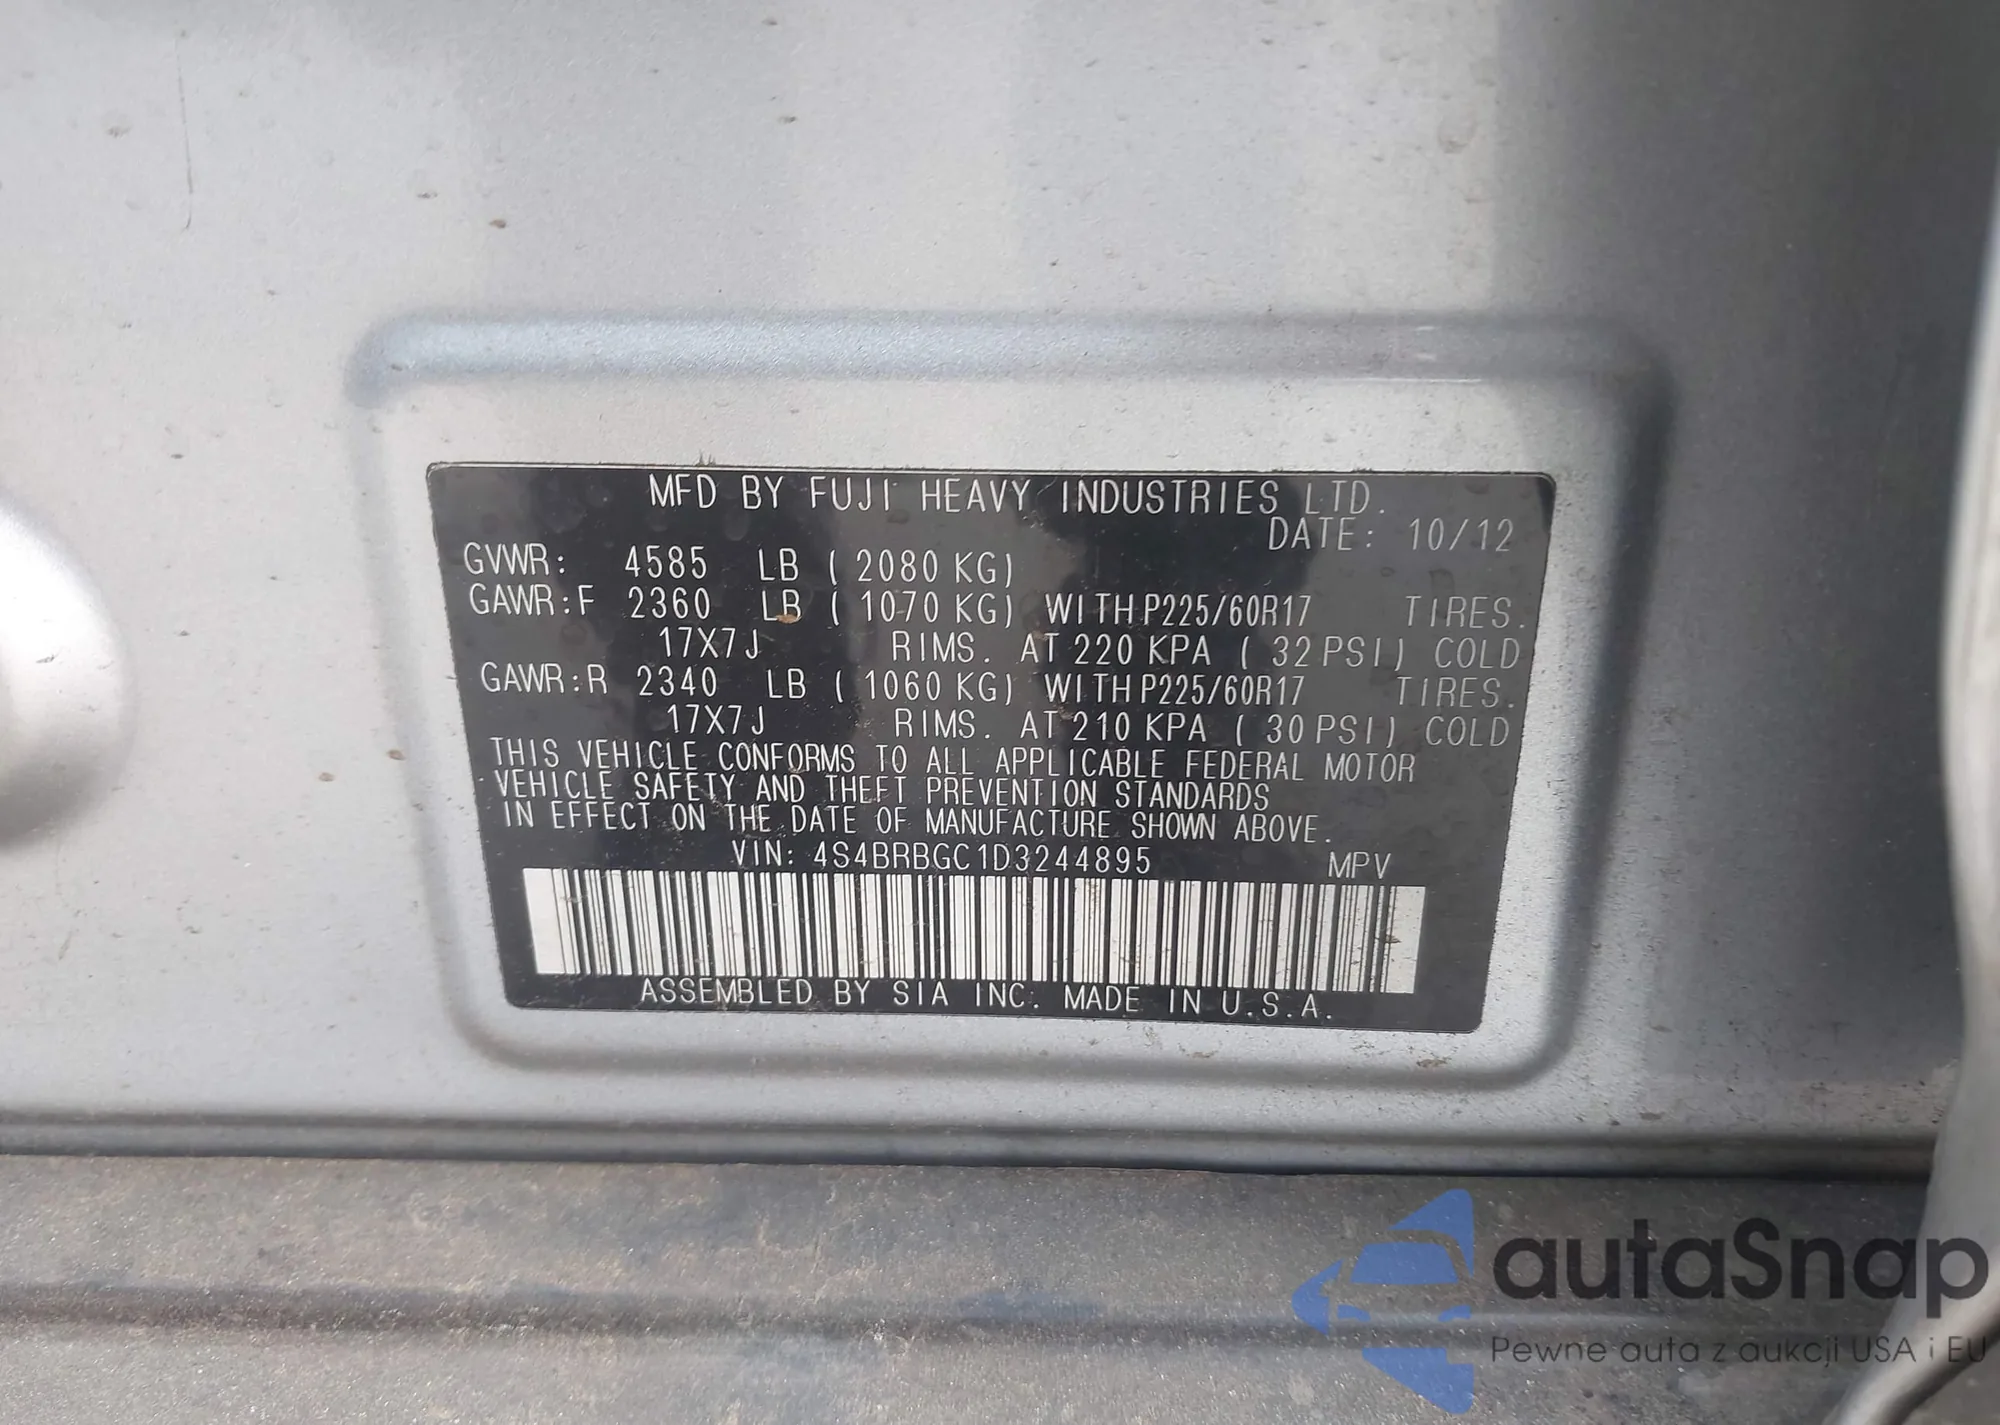 MFD BY FUJI HEAVY INDUSTRIES LTD.
DATE: 10/12
GVWR: 4585 LB ( 2080 KG)
GAWR:F 2360 LB ( 1070 KG) WITH P225/60R17 TIRES.
17X7J RIMS. AT 220 KPA ( 32 PSI) COLD
GAWR:R 2340 LB ( 1060 KG) WITH P225/60R17 TIRES.
17X7J RIMS. AT 210 KPA ( 30 PSI) COLD
THIS VEHICLE CONFORMS TO ALL APPLICABLE FEDERAL MOTOR
VEHICLE SAFETY AND THEFT PREVENTION STANDARDS
IN EFFECT ON THE DATE OF MANUFACTURE SHOWN ABOVE.
VIN: 4S4BRBGC1D3244895 MPV
ASSEMBLED BY SIA INC. MADE IN U.S.A.
autaSnap
Pewne auta z aukcji USA i EU